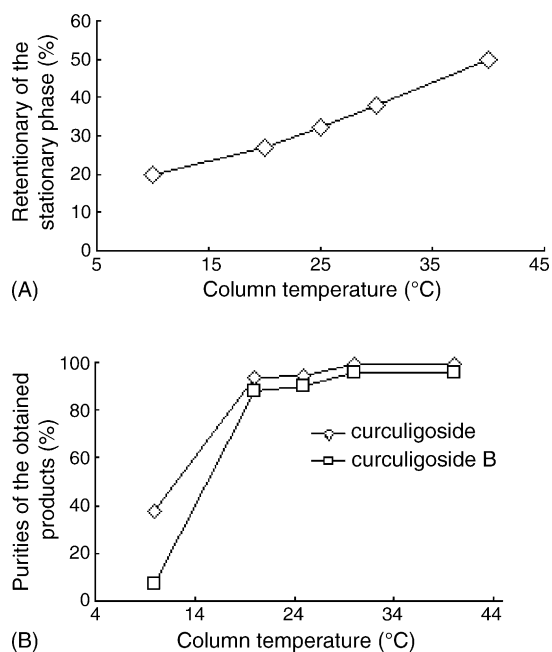 Retentionary of the
stationary phase (%)
60
50
40
30
20
10
0
5 15 25 35 45
(A) Column temperature (°C)
Purities of the obtained
products (%)
100
80
60
40
20
0
curculigoside
curculigoside B
4 14 24 34 44
(B) Column temperature (°C)